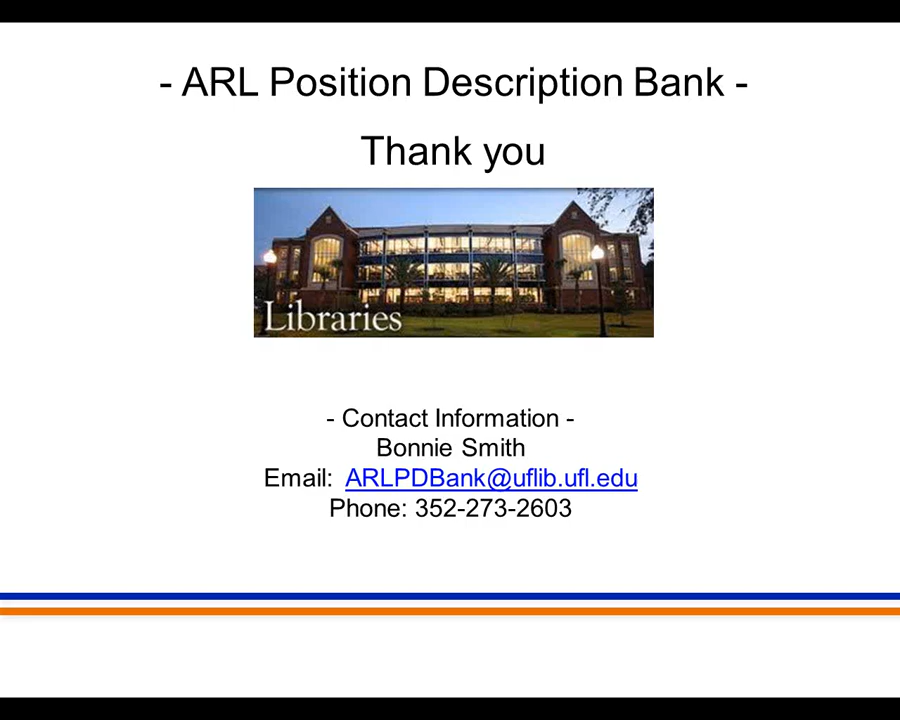 - ARL Position Description Bank -
Thank you
Libraries
- Contact Information -
Bonnie Smith
Email: ARLPDBank@uflib.ufl.edu
Phone: 352-273-2603